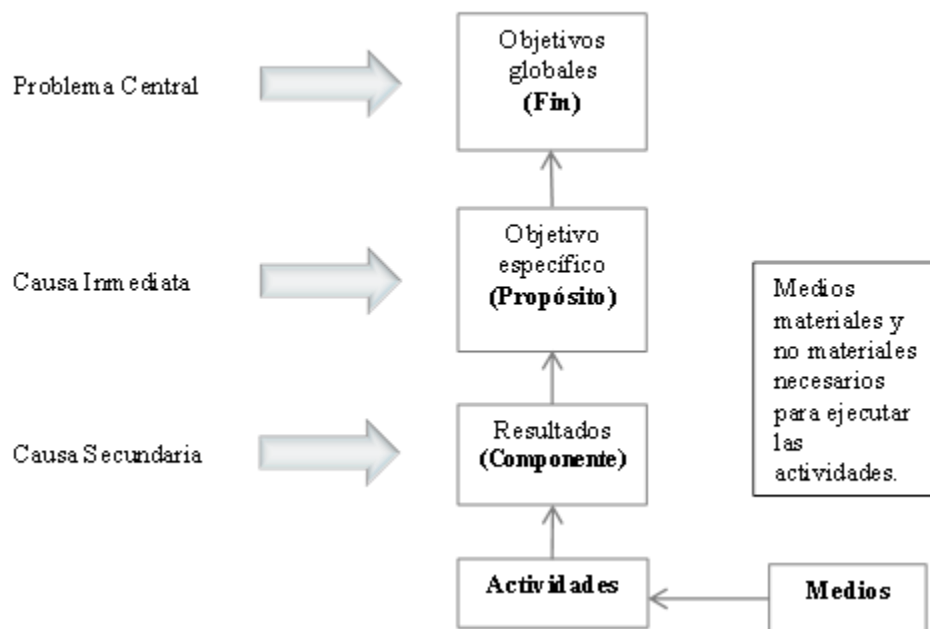 Problema Central
Objetivos
globales
(Fin)
Causa Inmediata
Objetivo
específico
(Propósito)
Medios
materiales y
no materiales
necesarios
para ejecutar
las
actividades.
Causa Secundaria
Resultados
(Componente)
Actividades
Medios